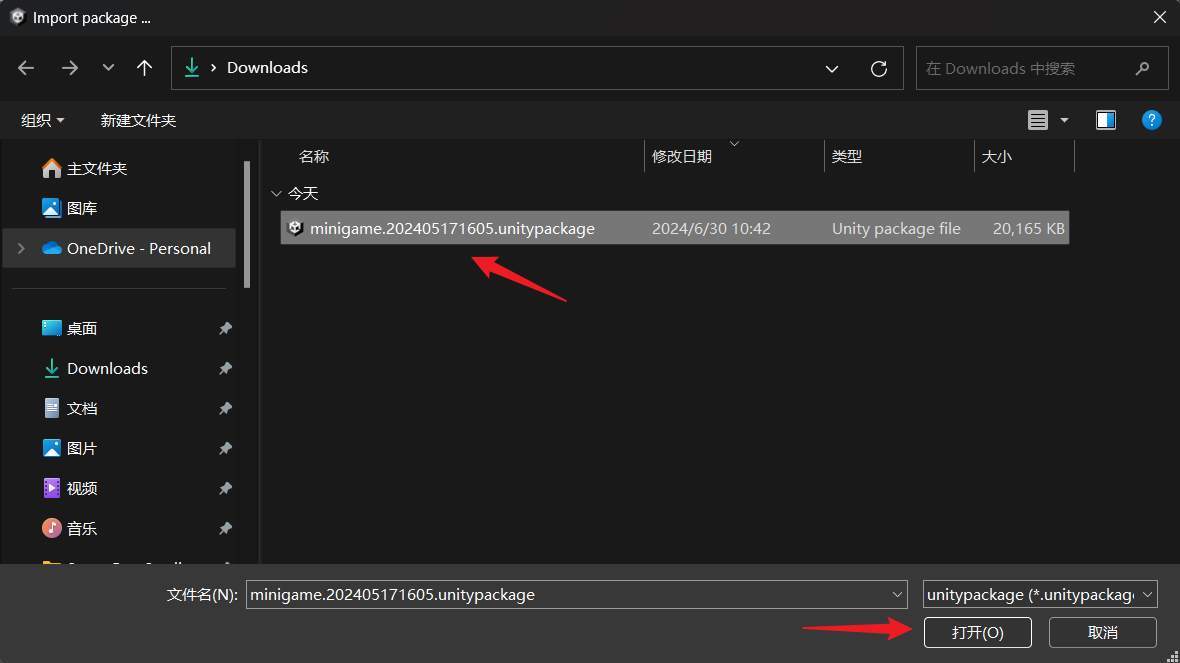 Import package ...
Downloads
在 Downloads 中搜索
组织
新建文件夹
名称
修改日期
类型
大小
主文件夹
图库
OneDrive - Personal
桌面
Downloads
文档
图片
视频
音乐
今天
minigame.202405171605.unitypackage
2024/6/30 10:42
Unity package file
20,165 KB
文件名(N):
minigame.202405171605.unitypackage
unitypackage (*.unitypackag
打开(O)
取消